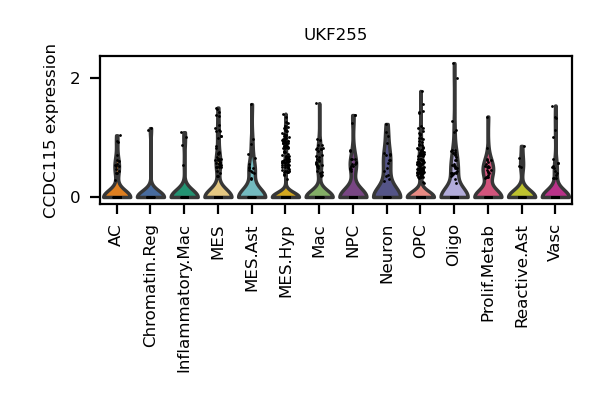 UKF255
CCDC115 expression
2
0
AC
Chromatin.Reg
Inflammatory.Mac
MES
MES.Ast
MES.Hyp
Mac
NPC
Neuron
OPC
Oligo
Prolif.Metab
Reactive.Ast
Vasc